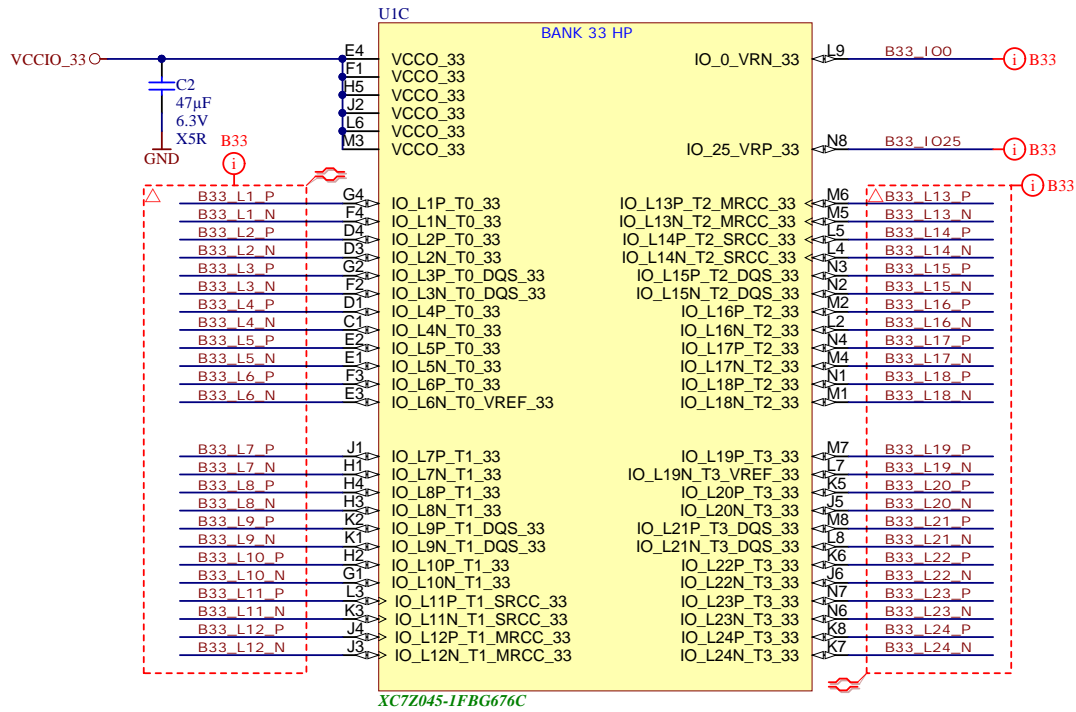 U1C
BANK 33 HP
VCCIO_33
C2
47µF
6.3V
X5R
GND
B33
i
E4 VCCO_33
F1 VCCO_33
H5 VCCO_33
J2 VCCO_33
L6 VCCO_33
M3 VCCO_33
IO_0_VRN_33 L9 B33_IO0 i B33
IO_25_VRP_33 N8 B33_IO25 i B33
i B33
B33_L1_P G4 IO_L1P_T0_33
B33_L1_N F4 IO_L1N_T0_33
B33_L2_P D4 IO_L2P_T0_33
B33_L2_N D3 IO_L2N_T0_33
B33_L3_P G2 IO_L3P_T0_DQS_33
B33_L3_N F2 IO_L3N_T0_DQS_33
B33_L4_P D1 IO_L4P_T0_33
B33_L4_N C1 IO_L4N_T0_33
B33_L5_P E2 IO_L5P_T0_33
B33_L5_N E1 IO_L5N_T0_33
B33_L6_P F3 IO_L6P_T0_33
B33_L6_N E3 IO_L6N_T0_VREF_33
B33_L7_P J1 IO_L7P_T1_33
B33_L7_N H1 IO_L7N_T1_33
B33_L8_P H4 IO_L8P_T1_33
B33_L8_N H3 IO_L8N_T1_33
B33_L9_P K2 IO_L9P_T1_DQS_33
B33_L9_N K1 IO_L9N_T1_DQS_33
B33_L10_P H2 IO_L10P_T1_33
B33_L10_N G1 IO_L10N_T1_33
B33_L11_P L3 IO_L11P_T1_SRCC_33
B33_L11_N K3 IO_L11N_T1_SRCC_33
B33_L12_P J4 IO_L12P_T1_MRCC_33
B33_L12_N J3 IO_L12N_T1_MRCC_33
IO_L13P_T2_MRCC_33 M6 B33_L13_P
IO_L13N_T2_MRCC_33 M5 B33_L13_N
IO_L14P_T2_SRCC_33 L5 B33_L14_P
IO_L14N_T2_SRCC_33 L4 B33_L14_N
IO_L15P_T2_DQS_33 N3 B33_L15_P
IO_L15N_T2_DQS_33 N2 B33_L15_N
IO_L16P_T2_33 M2 B33_L16_P
IO_L16N_T2_33 L2 B33_L16_N
IO_L17P_T2_33 N4 B33_L17_P
IO_L17N_T2_33 M4 B33_L17_N
IO_L18P_T2_33 N1 B33_L18_P
IO_L18N_T2_33 M1 B33_L18_N
IO_L19P_T3_33 M7 B33_L19_P
IO_L19N_T3_VREF_33 L7 B33_L19_N
IO_L20P_T3_33 K5 B33_L20_P
IO_L20N_T3_33 J5 B33_L20_N
IO_L21P_T3_DQS_33 M8 B33_L21_P
IO_L21N_T3_DQS_33 L8 B33_L21_N
IO_L22P_T3_33 K6 B33_L22_P
IO_L22N_T3_33 J6 B33_L22_N
IO_L23P_T3_33 N7 B33_L23_P
IO_L23N_T3_33 N6 B33_L23_N
IO_L24P_T3_33 K8 B33_L24_P
IO_L24N_T3_33 K7 B33_L24_N
XC7Z045-1FBG676C